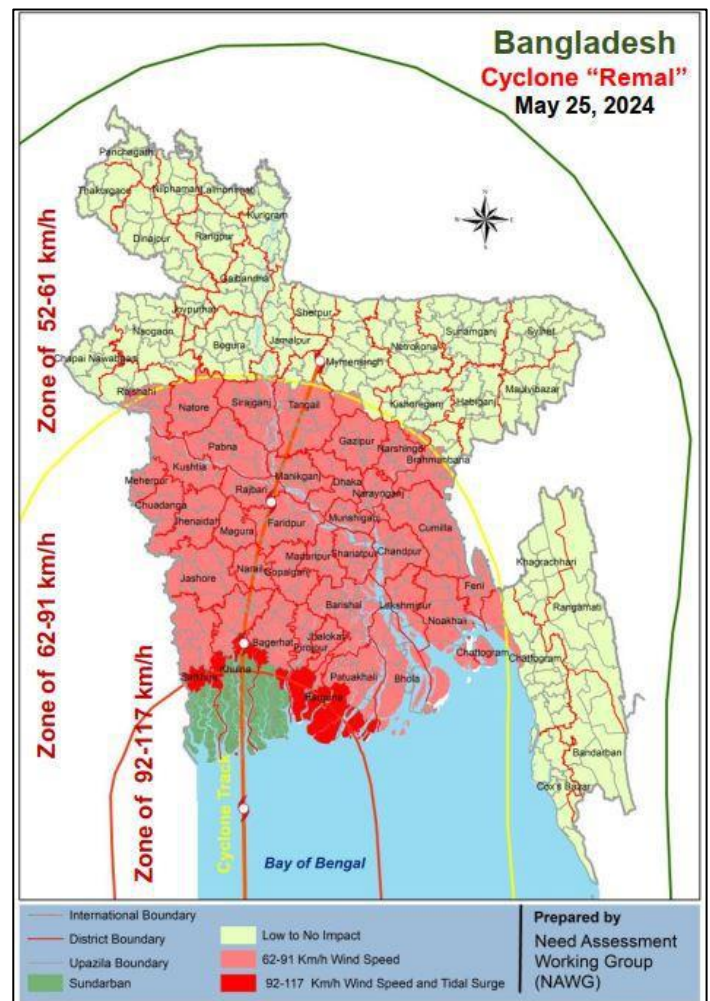 Bangladesh
Cyclone “Remal”
May 25, 2024
N
W
E
S
Zone of 52-61 km/h
Zone of 62-91 km/h
Zone of 92-117 km/h
Cyclone Track
Panchagarh
Thakurgaon
Nilphamari
Lalmonirhat
Kurigram
Dinajpur
Rangpur
Gaibandha
Joypurhat
Sherpur
Naogaon
Bogura
Jamalpur
Mymensingh
Netrokona
Sunamganj
Sylhet
Chapai Nawabganj
Rajshahi
Kishoreganj
Habiganj
Maulvibazar
Natore
Sirajganj
Tangail
Pabna
Gazipur
Narshingdi
Kushtia
Brahmanbaria
Meherpur
Manikganj
Dhaka
Rajbari
Narayanganj
Chuadanga
Faridpur
Munshiganj
Jhenaidah
Magura
Cumilla
Madaripur
Shariatpur
Chandpur
Khagrachhari
Narail
Gopalganj
Jashore
Feni
Rangamati
Barishal
Lakshmipur
Noakhali
Bagerhat
Jhalokati
Pirojpur
Chattogram
Chattogram
Khulna
Satkhira
Patuakhali
Bhola
Barguna
Bandarban
Cox's Bazar
Bay of Bengal
International Boundary
District Boundary
Upazila Boundary
Sundarban
Low to No Impact
62-91 Km/h Wind Speed
92-117 Km/h Wind Speed and Tidal Surge
Prepared by
Need Assessment
Working Group
(NAWG)